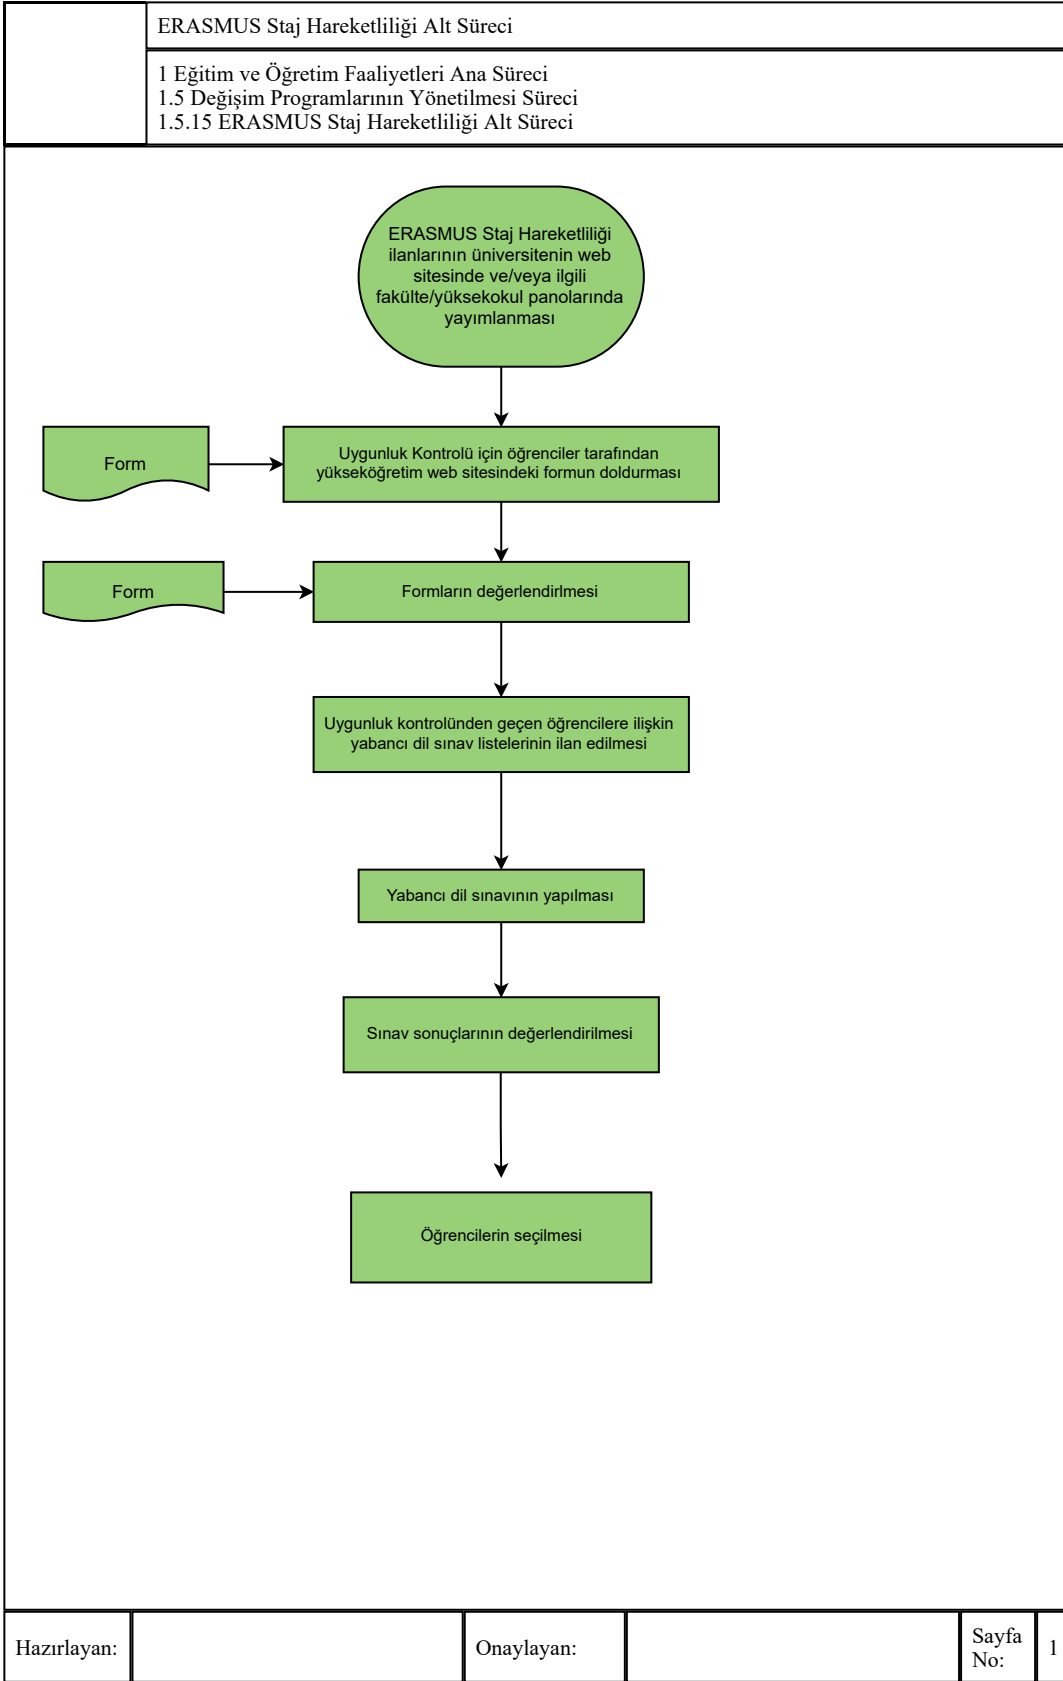 ERASMUS Staj Hareketliliği Alt Süreci
1 Eğitim ve Öğretim Faaliyetleri Ana Süreci
1.5 Değişim Programlarının Yönetilmesi Süreci
1.5.15 ERASMUS Staj Hareketliliği Alt Süreci
ERASMUS Staj Hareketliliği
ilanlarının üniversitenin web
sitesinde ve/veya ilgili
fakülte/yüksekokul panolarında
yayımlanması
Form
Uygunluk Kontrolü için öğrenciler tarafından
yükseköğretim web sitesindeki formun doldurması
Form
Formların değerlendirlmesi
Uygunluk kontrolünden geçen öğrencilere ilişkin
yabancı dil sınav listelerinin ilan edilmesi
Yabancı dil sınavının yapılması
Sınav sonuçlarının değerlendirilmesi
Öğrencilerin seçilmesi
Hazırlayan:
Onaylayan:
Sayfa
No:
1